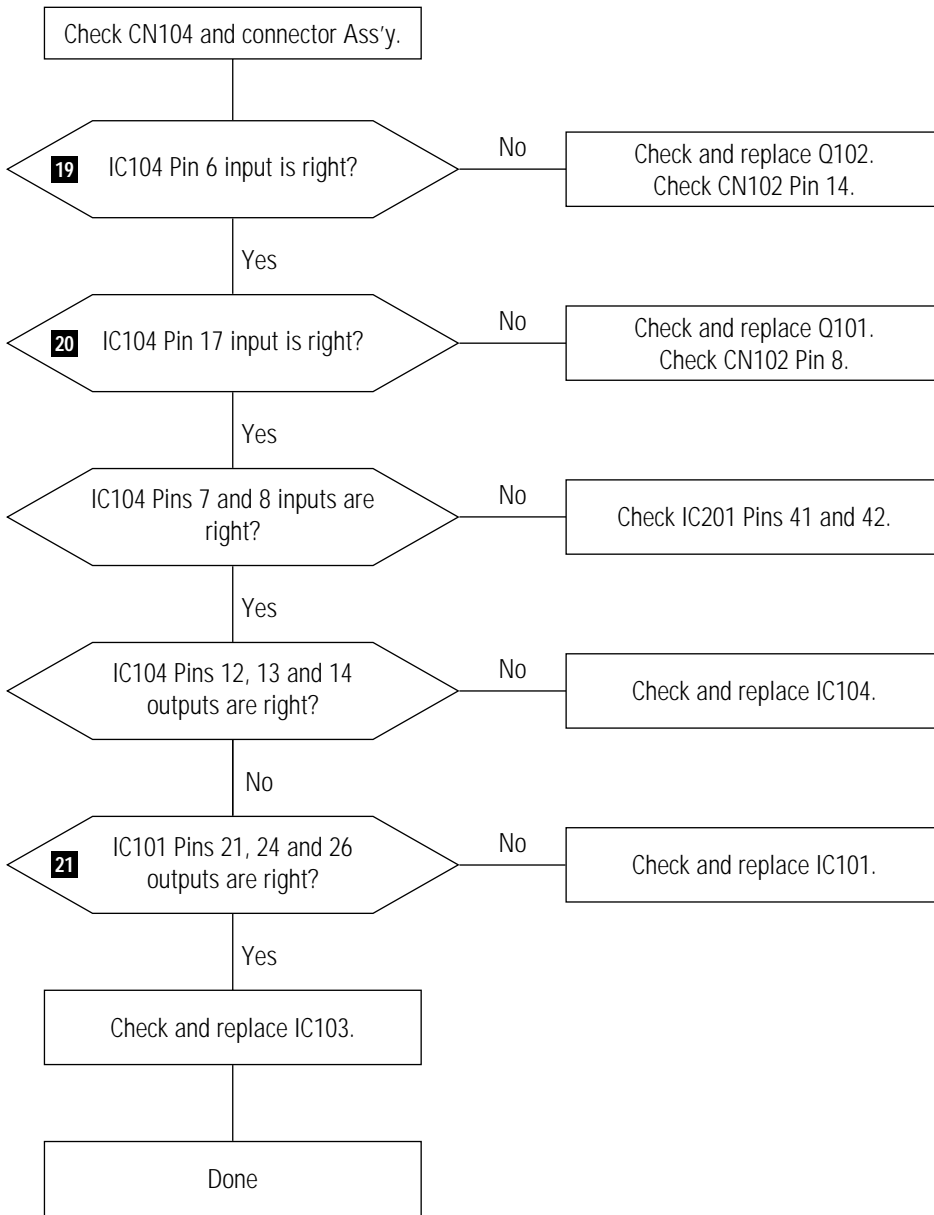 Check CN104 and connector Ass'y.
19 IC104 Pin 6 input is right?
No
Check and replace Q102.
Check CN102 Pin 14.
Yes
20 IC104 Pin 17 input is right?
No
Check and replace Q101.
Check CN102 Pin 8.
Yes
IC104 Pins 7 and 8 inputs are
right?
No
Check IC201 Pins 41 and 42.
Yes
IC104 Pins 12, 13 and 14
outputs are right?
No
Check and replace IC104.
No
21 IC101 Pins 21, 24 and 26
outputs are right?
No
Check and replace IC101.
Yes
Check and replace IC103.
Done